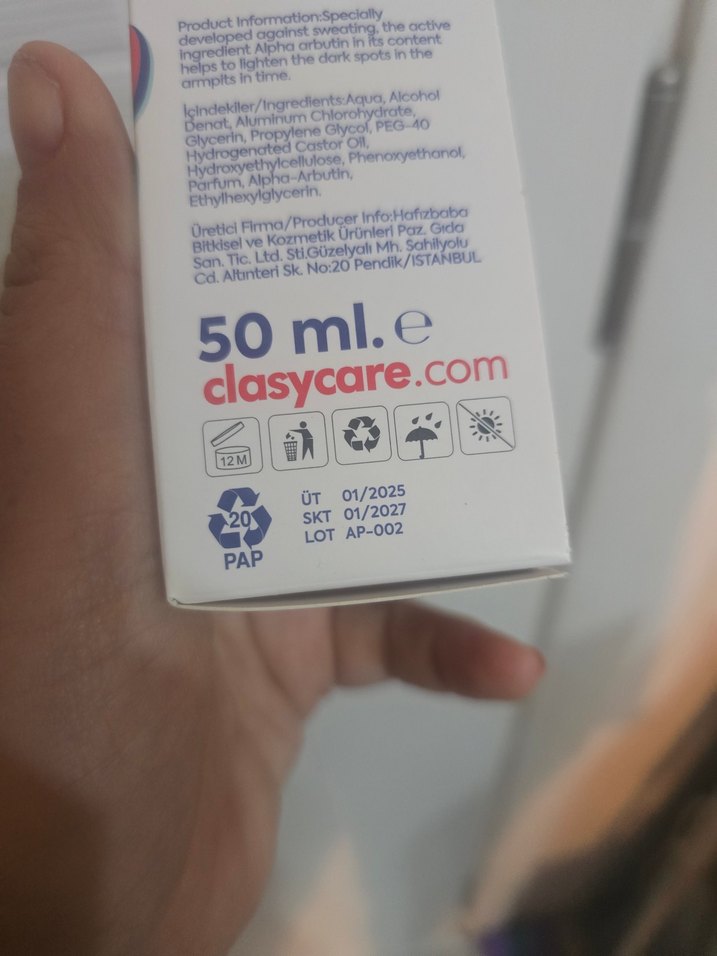 Product Information:Specially
developed against sweating, the active
ingredient Alpha arbutin in its content
helps to lighten the dark spots in the
armpits in time.
İçindekiler/Ingredients:Aqua, Alcohol
Denat, Aluminum Chlorohydrate,
Glycerin, Propylene Glycol, PEG-40
Hydrogenated Castor Oil,
Hydroxyethylcellulose, Phenoxyethanol,
Parfum, Alpha-Arbutin,
Ethylhexylglycerin.
Üretici Firma/Producer Info:Hafızbaba
Bitkisel ve Kozmetik Ürünleri Paz. Gıda
San. Tic. Ltd. Sti.Güzelyalı Mh. Sahilyolu
Cd. Altınteri Sk. No:20 Pendik/ISTANBUL
50 ml. e
clasycare.com
12 M
20
PAP
ÜT 01/2025
SKT 01/2027
LOT AP-002